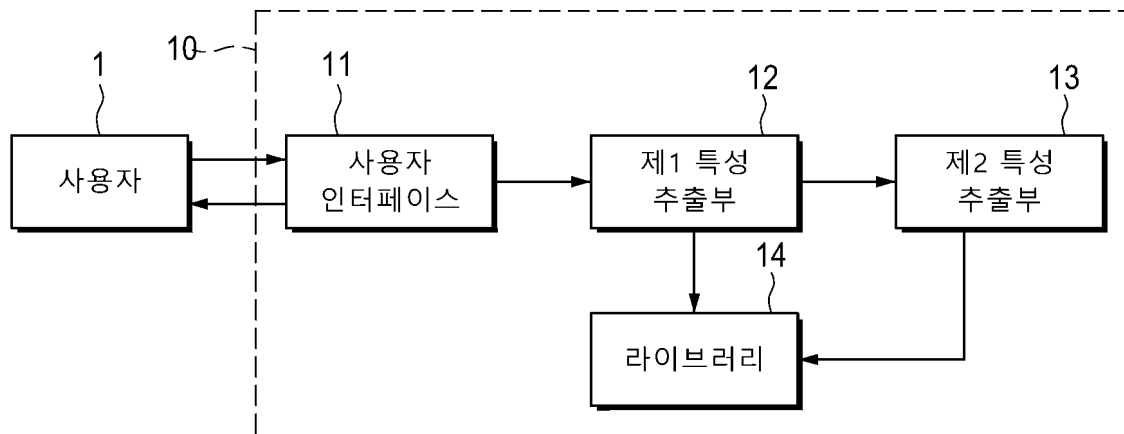 10
1
11
12
13
사용자
사용자
인터페이스
제1 특성
추출부
제2 특성
추출부
14
라이브러리